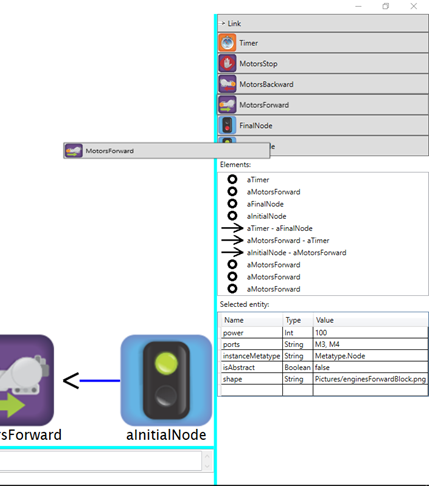 Link
Timer
MotorsStop
MotorsBackward
MotorsForward
FinalNode
MotorsForward
Elements:
aTimer
aMotorsForward
aFinalNode
aInitialNode
aTimer - aFinalNode
aMotorsForward - aTimer
aInitialNode - aMotorsForward
aMotorsForward
aMotorsForward
aMotorsForward
Selected entity:
Name Type Value
power Int 100
ports String M3, M4
instanceMetatype String Metatype.Node
isAbstract Boolean false
shape String Pictures/enginesForwardBlock.png
rsForward aInitialNode